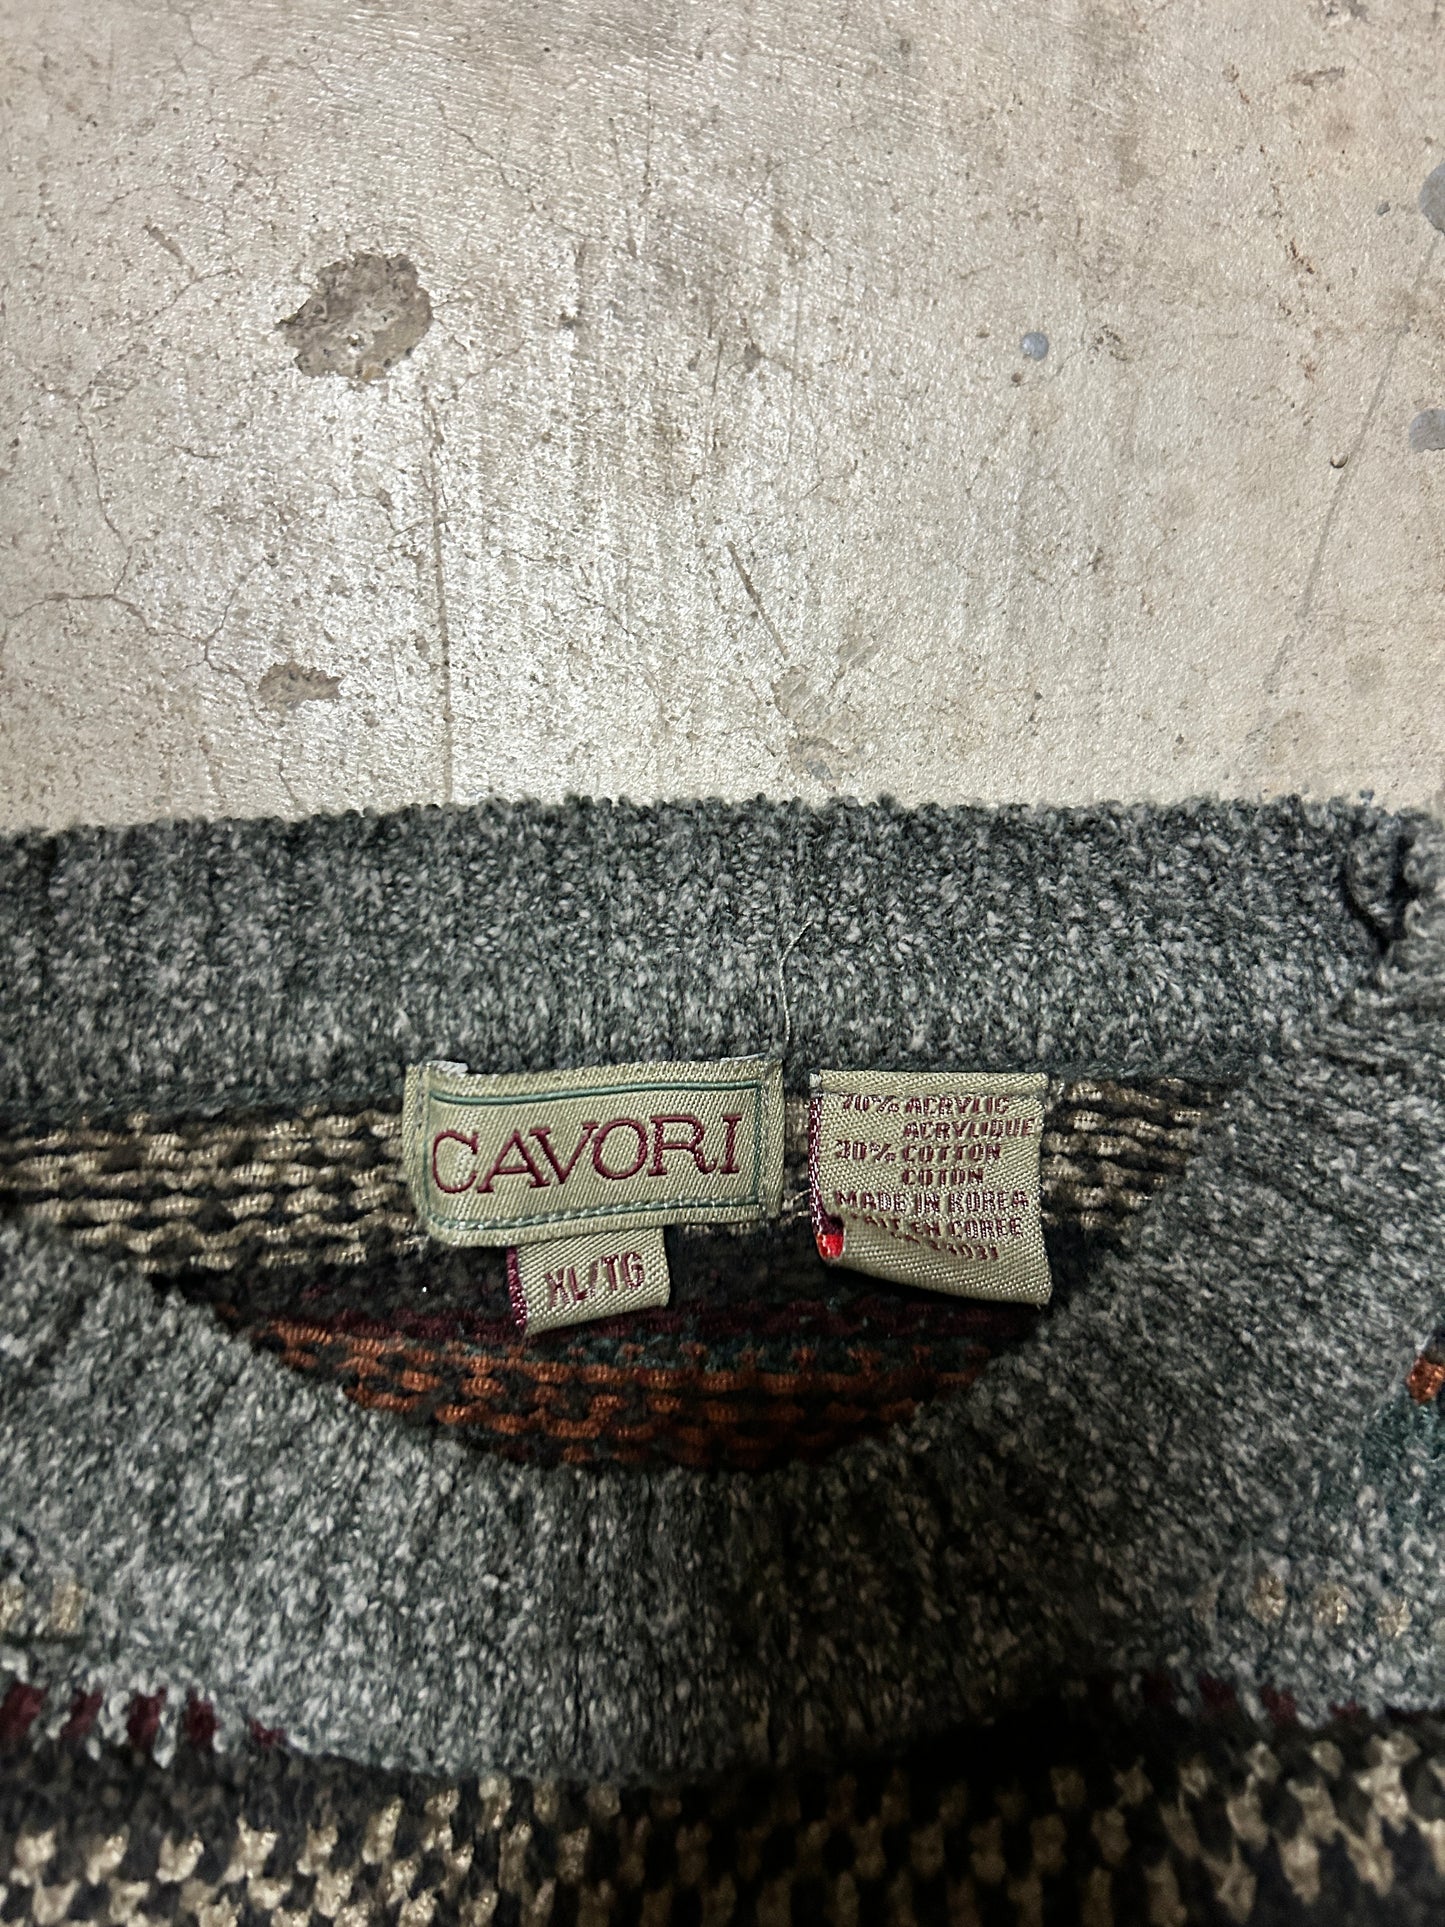 CAVORI
XL/TG
70% ACRYLIC
ACRYLIQUE
30% COTTON
COTON
MADE IN KOREA
FAIT EN COREE